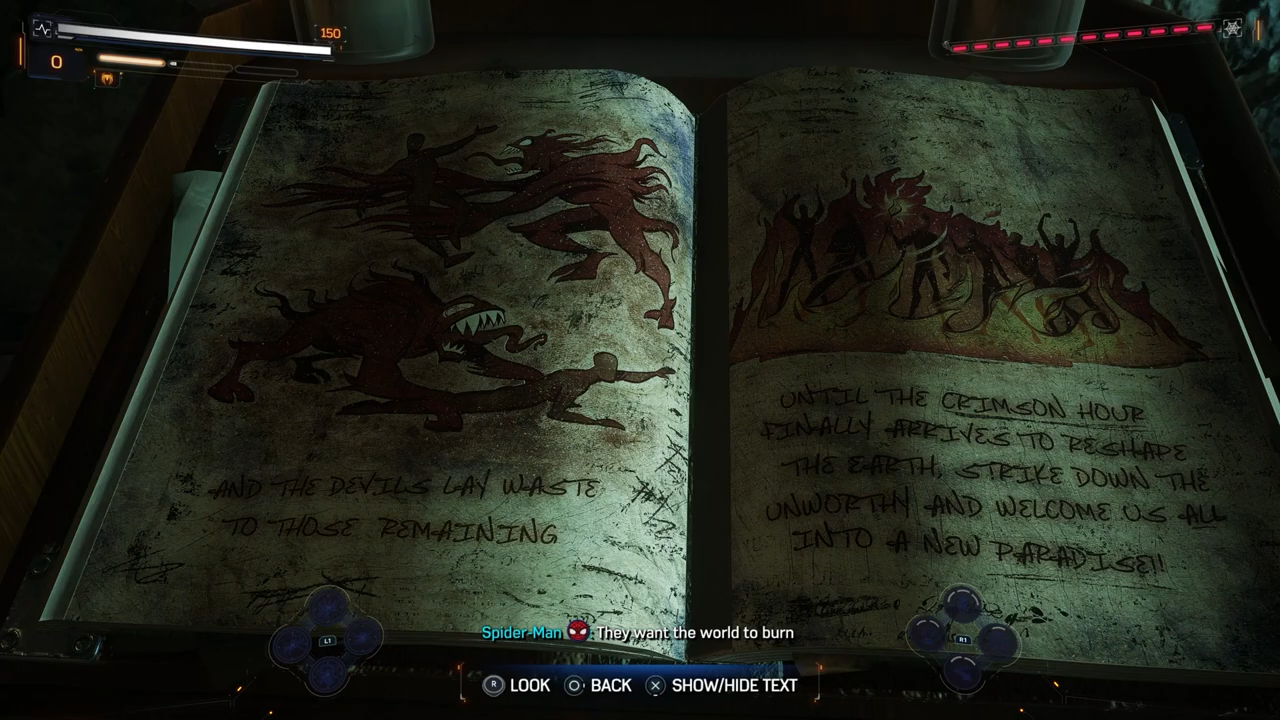 150
0
AND THE DEVILS LAY WASTE
TO THOSE REMAINING
UNTIL THE CRIMSON HOUR
FINALLY ARRIVES TO RESHAPE
THE EARTH, STRIKE DOWN THE
UNWORTHY AND WELCOME US ALL
INTO A NEW PARADISE!!
L1
R1
Spider-Man : They want the world to burn
R LOOK BACK SHOW/HIDE TEXT